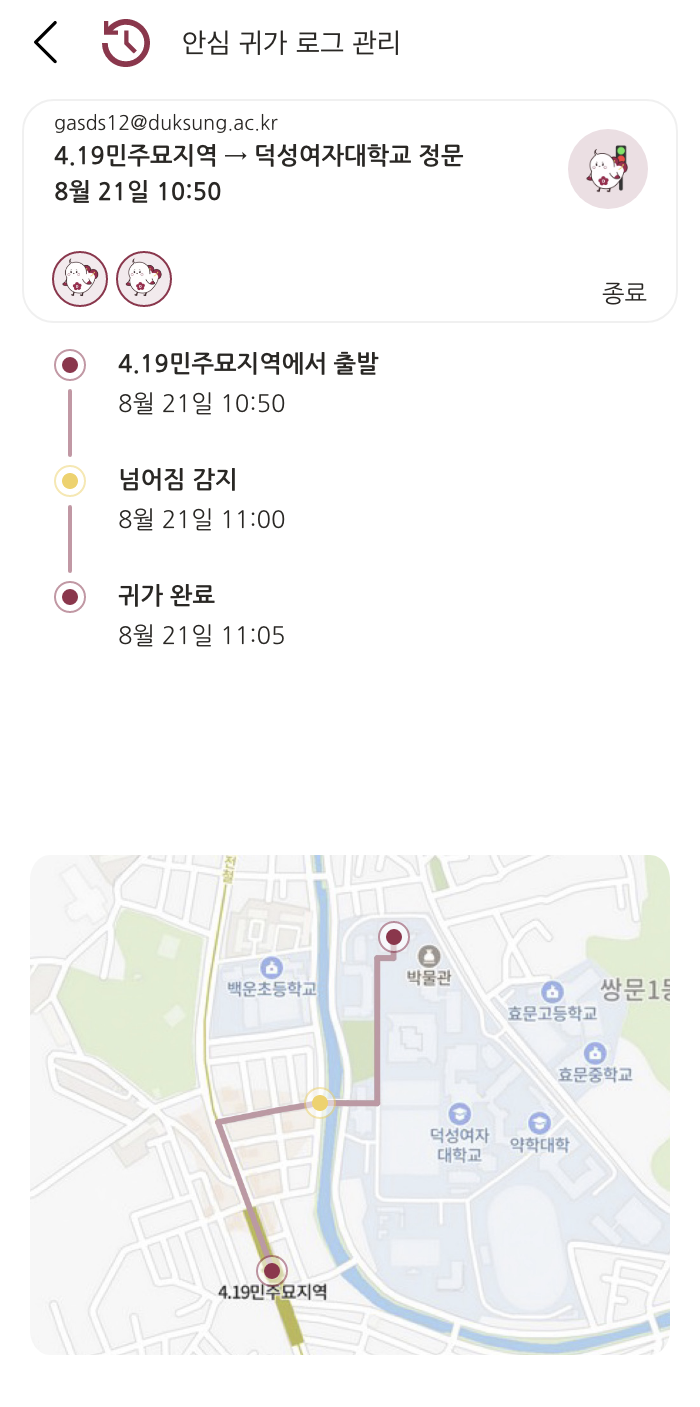 안심 귀가 로그 관리
gasds12@duksung.ac.kr
4.19민주묘지역 → 덕성여자대학교 정문
8월 21일 10:50
종료
4.19민주묘지역에서 출발
8월 21일 10:50
넘어짐 감지
8월 21일 11:00
귀가 완료
8월 21일 11:05
전철
박물관
백운초등학교
쌍문1동
효문고등학교
효문중학교
덕성여자
대학교
약학대학
4.19민주묘지역